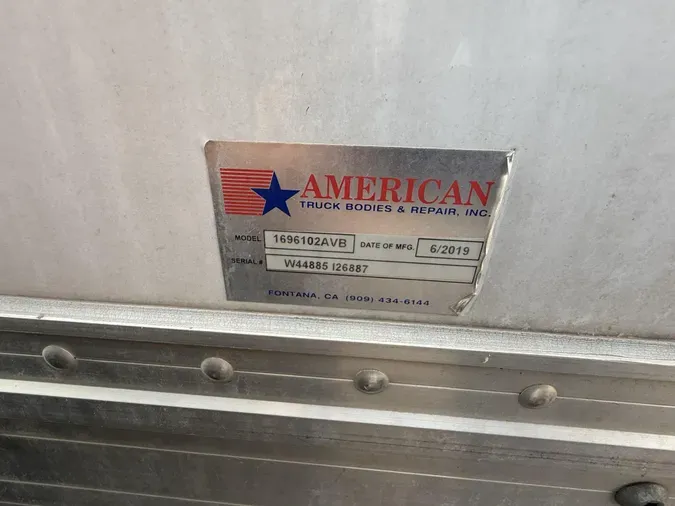 AMERICAN
TRUCK BODIES & REPAIR, INC.
MODEL 1696102AVB DATE OF MFG. 6/2019
SERIAL # W44885 I26887
FONTANA, CA (909) 434-6144